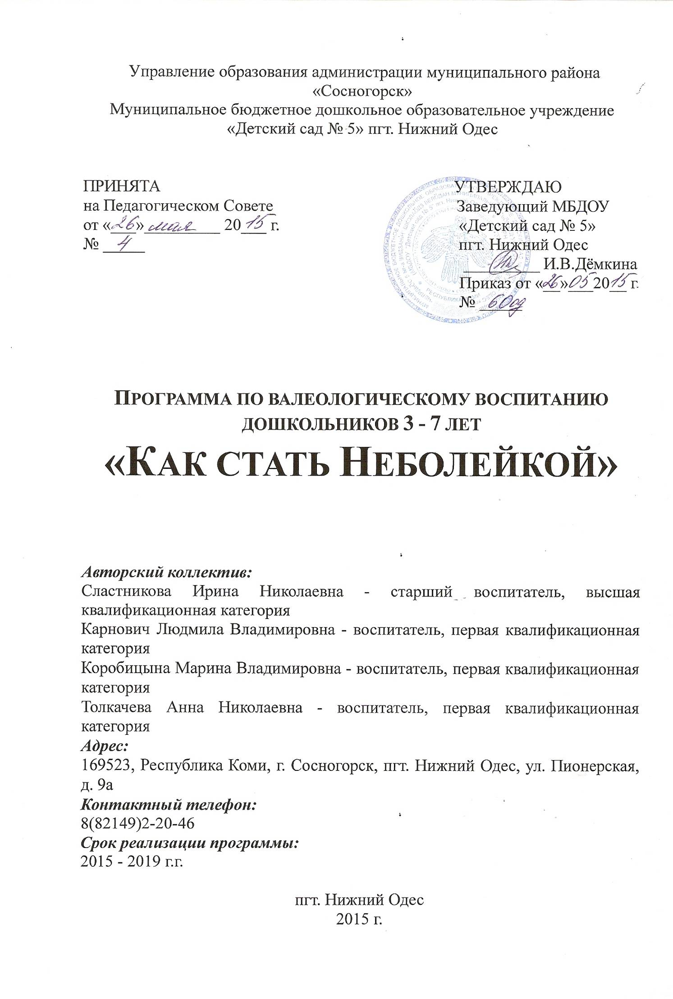 Управление образования администрации муниципального района
«Сосногорск»
Муниципальное бюджетное дошкольное образовательное учреждение
«Детский сад № 5» пгт. Нижний Одес
ПРИНЯТА
на Педагогическом Совете
от «26» мая 2015 г.
№ 4
УТВЕРЖДАЮ
Заведующий МБДОУ
«Детский сад № 5»
пгт. Нижний Одес
И.В.Дёмкина
Приказ от «26» 05 2015 г.
№ 60од
РЕСПУБЛИКА КОМИ
ПРОГРАММА ПО ВАЛЕОЛОГИЧЕСКОМУ ВОСПИТАНИЮ
ДОШКОЛЬНИКОВ 3 - 7 ЛЕТ
«КАК СТАТЬ НЕБОЛЕЙКОЙ»
Авторский коллектив:
Сластникова Ирина Николаевна - старший воспитатель, высшая
квалификационная категория
Карнович Людмила Владимировна - воспитатель, первая квалификационная
категория
Коробицына Марина Владимировна - воспитатель, первая квалификационная
категория
Толкачева Анна Николаевна - воспитатель, первая квалификационная
категория
Адрес:
169523, Республика Коми, г. Сосногорск, пгт. Нижний Одес, ул. Пионерская,
д. 9а
Контактный телефон:
8(82149)2-20-46
Срок реализации программы:
2015 - 2019 г.г.
пгт. Нижний Одес
2015 г.